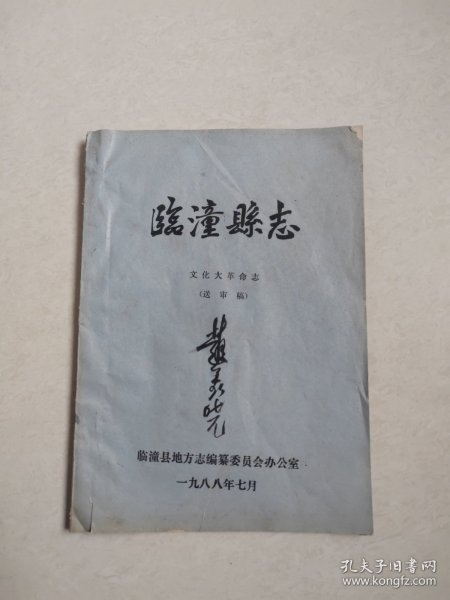 臨潼縣志
文化大革命志
（送审稿）
临潼县地方志编纂委员会办公室
一九八八年七月
孔夫子旧书网
www.kongfz.com